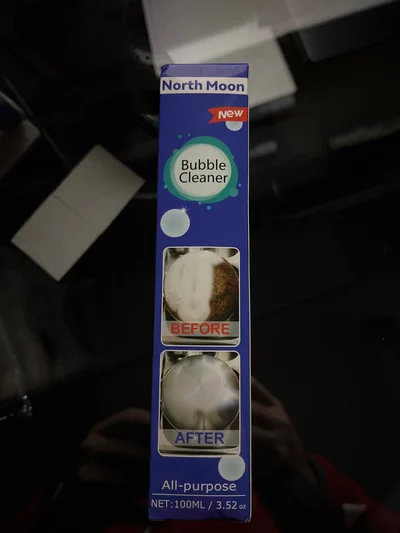 North Moon
New
Bubble
Cleaner
BEFORE
AFTER
All-purpose
NET:100ML / 3.52 oz